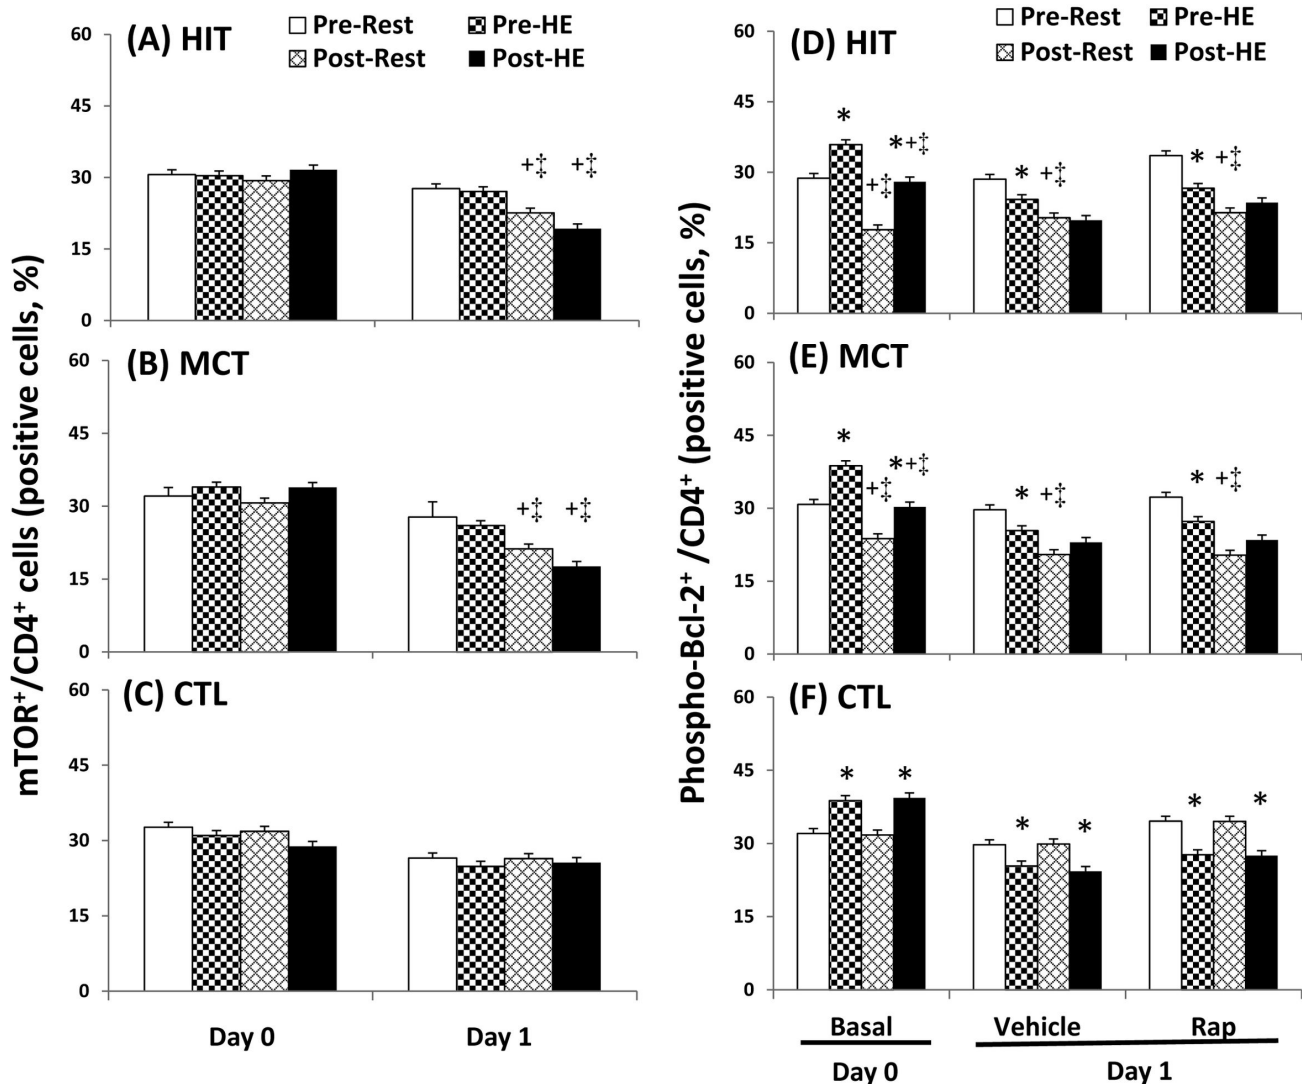 mTOR⁺/CD4⁺ cells (positive cells, %)
(A) HIT
Pre-Rest
Pre-HE
Post-Rest
Post-HE
60
45
30
15
0
+‡
+‡
(B) MCT
60
45
30
15
0
+‡
+‡
(C) CTL
60
45
30
15
0
Day 0
Day 1
Phospho-Bcl-2⁺ /CD4⁺ (positive cells, %)
(D) HIT
Pre-Rest
Pre-HE
Post-Rest
Post-HE
60
45
30
15
0
*
+‡
*+‡
*
+‡
*
+‡
(E) MCT
60
45
30
15
0
*
+‡
*+‡
*
+‡
*
+‡
(F) CTL
60
45
30
15
0
*
*
*
*
*
*
Basal
Vehicle
Rap
Day 0
Day 1